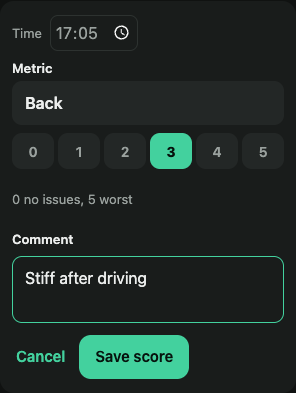 Time 17:05
Metric
Back
0 1 2 3 4 5
0 no issues, 5 worst
Comment
Stiff after driving
Cancel Save score